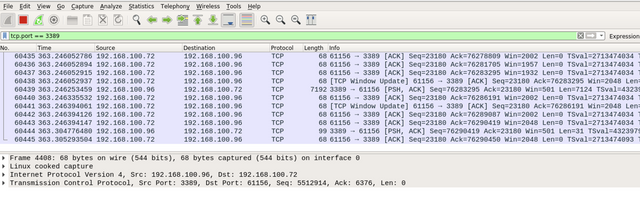 File Edit View Go Capture Analyze Statistics Telephony Wireless Tools Help
tcp.port == 3389
Expression
No. Time Source Destination Protocol Length Info
60435 363.246052786 192.168.100.72 192.168.100.96 TCP 68 61156 → 3389 [ACK] Seq=23180 Ack=76278809 Win=2002 Len=0 TSval=2713474034
60436 363.246052894 192.168.100.72 192.168.100.96 TCP 68 61156 → 3389 [ACK] Seq=23180 Ack=76281705 Win=1957 Len=0 TSval=2713474034
60437 363.246052915 192.168.100.72 192.168.100.96 TCP 68 61156 → 3389 [ACK] Seq=23180 Ack=76283295 Win=1932 Len=0 TSval=2713474034
60438 363.246052937 192.168.100.72 192.168.100.96 TCP 68 [TCP Window Update] 61156 → 3389 [ACK] Seq=23180 Ack=76283295 Win=2048
60439 363.246253459 192.168.100.96 192.168.100.72 TCP 7192 3389 → 61156 [PSH, ACK] Seq=76283295 Ack=23180 Win=501 Len=7124
60440 363.246335532 192.168.100.72 192.168.100.96 TCP 68 61156 → 3389 [ACK] Seq=23180 Ack=76286191 Win=2002 Len=0 TSval=2713474034
60441 363.246394061 192.168.100.72 192.168.100.96 TCP 68 [TCP Window Update] 61156 → 3389 [ACK] Seq=23180 Ack=76286191 Win=2048
60442 363.246394126 192.168.100.72 192.168.100.96 TCP 68 61156 → 3389 [ACK] Seq=23180 Ack=76289087 Win=2048 Len=0 TSval=2713474034
60443 363.246394147 192.168.100.72 192.168.100.96 TCP 68 61156 → 3389 [ACK] Seq=23180 Ack=76290419 Win=2048 Len=0 TSval=2713474034
60444 363.304776480 192.168.100.96 192.168.100.72 TCP 99 3389 → 61156 [PSH, ACK] Seq=76290419 Ack=23180 Win=501 Len=31
60445 363.305293504 192.168.100.72 192.168.100.96 TCP 68 61156 → 3389 [ACK] Seq=23180 Ack=76290450 Win=2048 Len=0 TSval=2713474093
Frame 4408: 68 bytes on wire (544 bits), 68 bytes captured (544 bits) on interface 0
Linux cooked capture
Internet Protocol Version 4, Src: 192.168.100.96, Dst: 192.168.100.72
Transmission Control Protocol, Src Port: 3389, Dst Port: 61156, Seq: 5512914, Ack: 6376, Len: 0